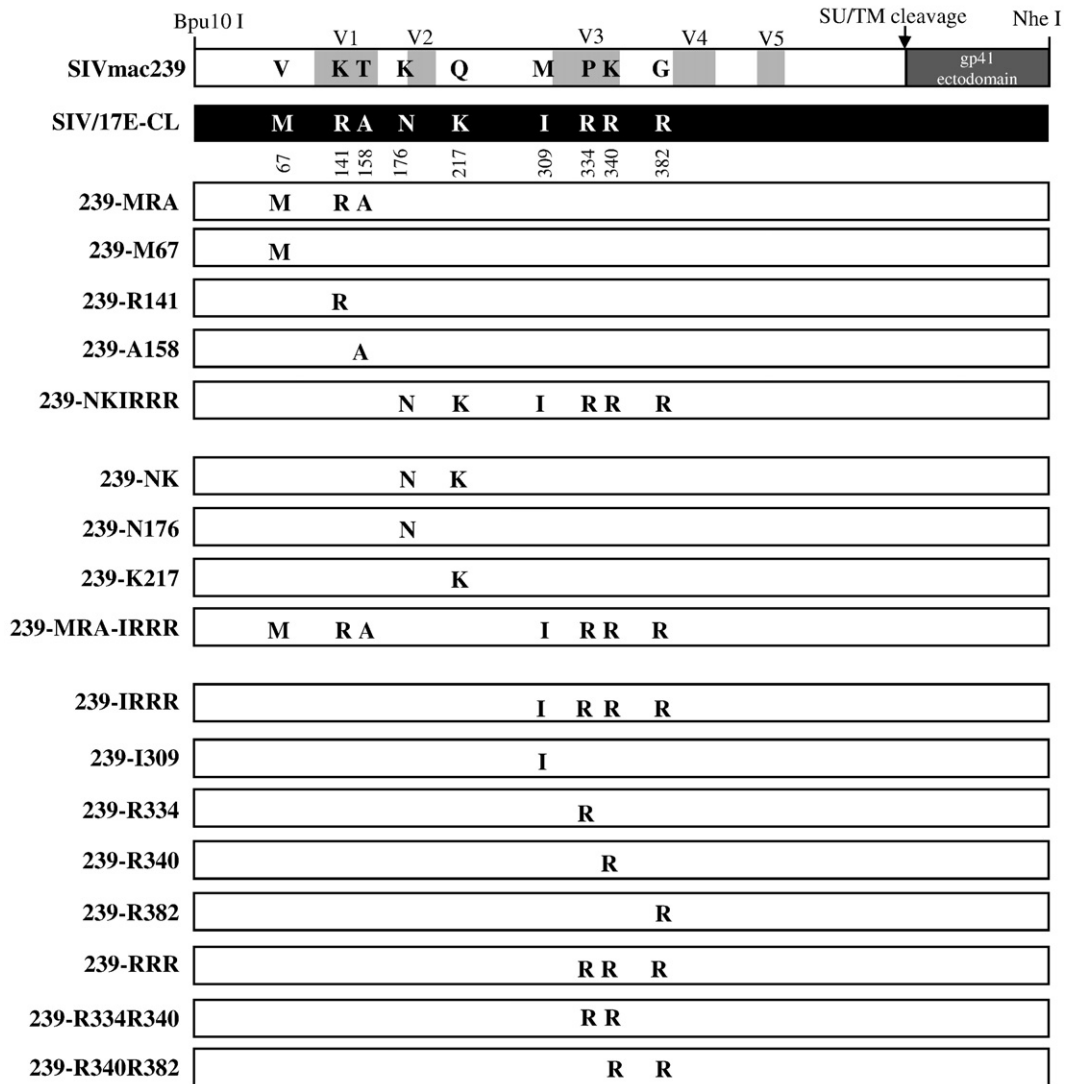 Bpu10 I SU/TM cleavage Nhe I
V1 V2 V3 V4 V5
SIVmac239 V K T K Q M P K G gp41 ectodomain
SIV/17E-CL M R A N K I R R R
67 141 158 176 217 309 334 340 382
239-MRA M R A
239-M67 M
239-R141 R
239-A158 A
239-NKIRRR N K I R R R
239-NK N K
239-N176 N
239-K217 K
239-MRA-IRRR M R A I R R R
239-IRRR I R R R
239-I309 I
239-R334 R
239-R340 R
239-R382 R
239-RRR R R R
239-R334R340 R R
239-R340R382 R R